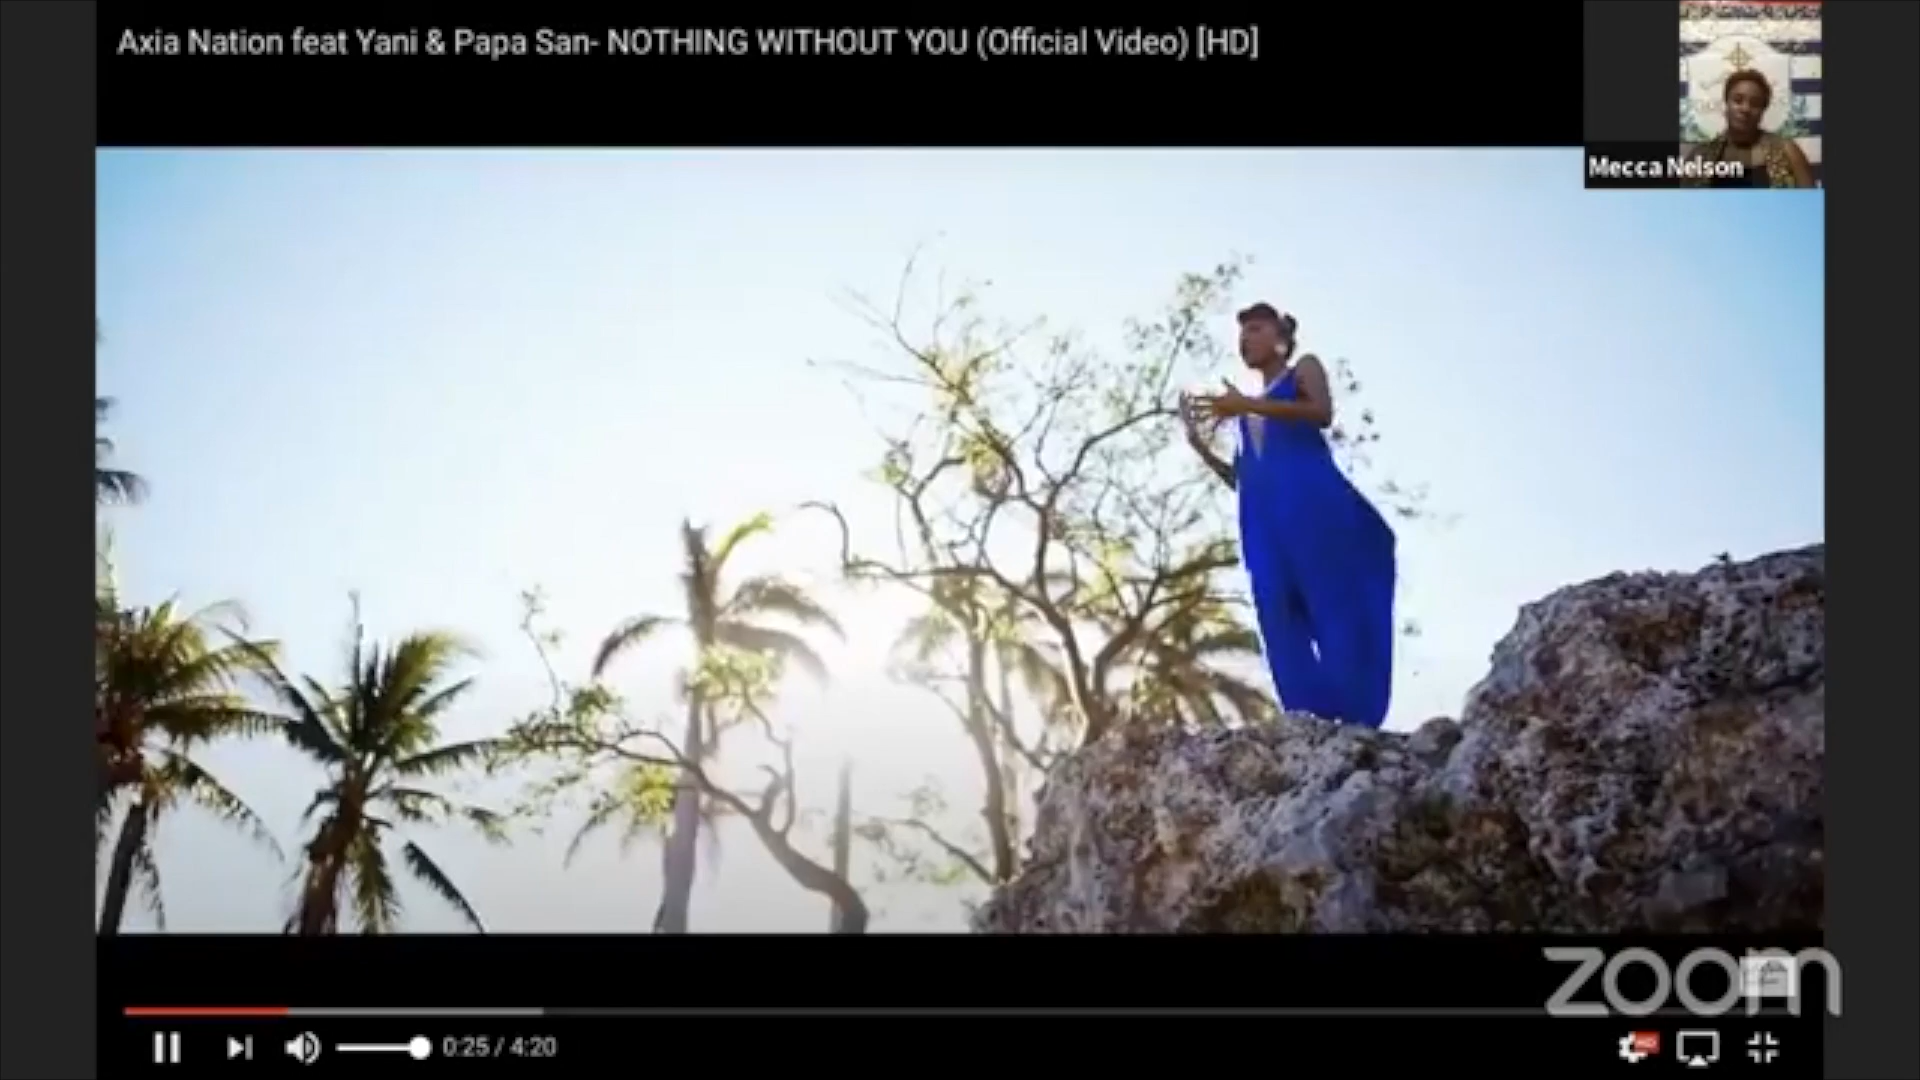 Axia Nation feat Yani & Papa San- NOTHING WITHOUT YOU (Official Video) [HD]
Mecca Nelson
zoom
0:25 / 4:20
HD